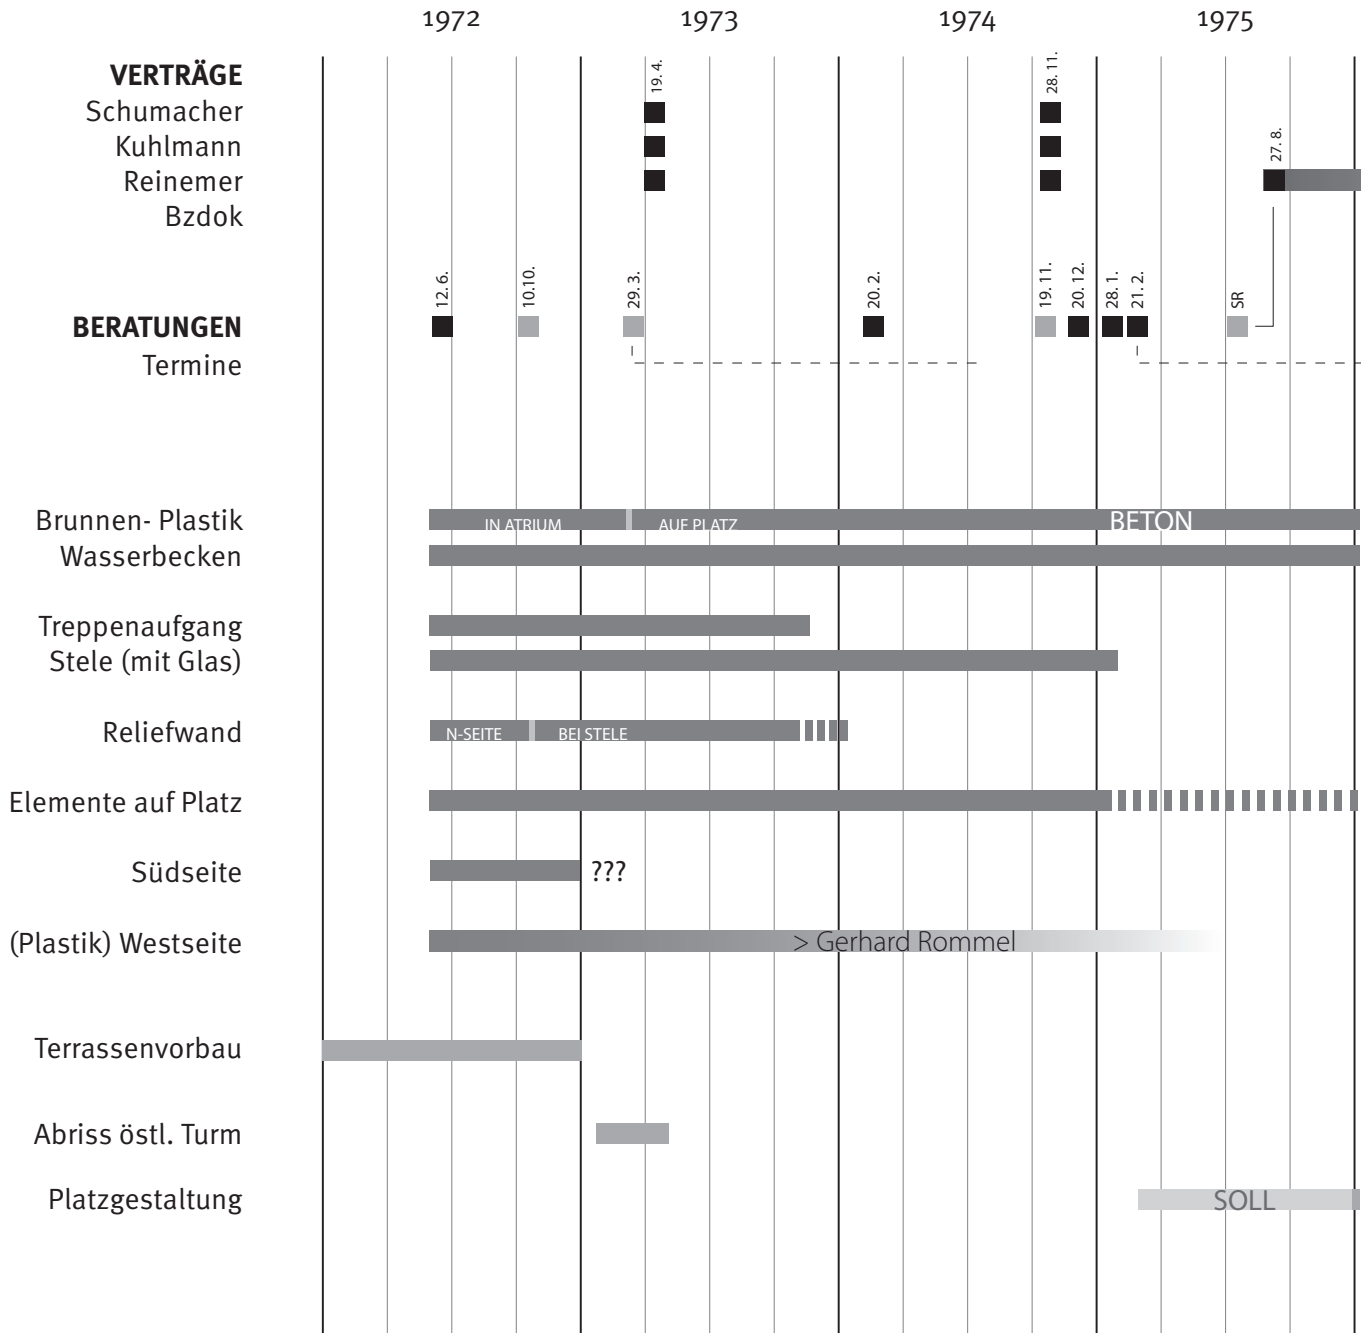 1972 1973 1974 1975
VERTRÄGE 19. 4. 28. 11.
Schumacher
Kuhlmann 27. 8.
Reinemer
Bzdok
12. 6. 10.10. 29. 3. 20. 2. 19. 11. 20. 12. 28. 1. 21. 2. SR
BERATUNGEN
Termine
Brunnen- Plastik IN ATRIUM AUF PLATZ BETON
Wasserbecken
Treppenaufgang
Stele (mit Glas)
Reliefwand N-SEITE BEI STELE
Elemente auf Platz
Südseite ???
(Plastik) Westseite > Gerhard Rommel
Terrassenvorbau
Abriss östl. Turm
Platzgestaltung SOLL